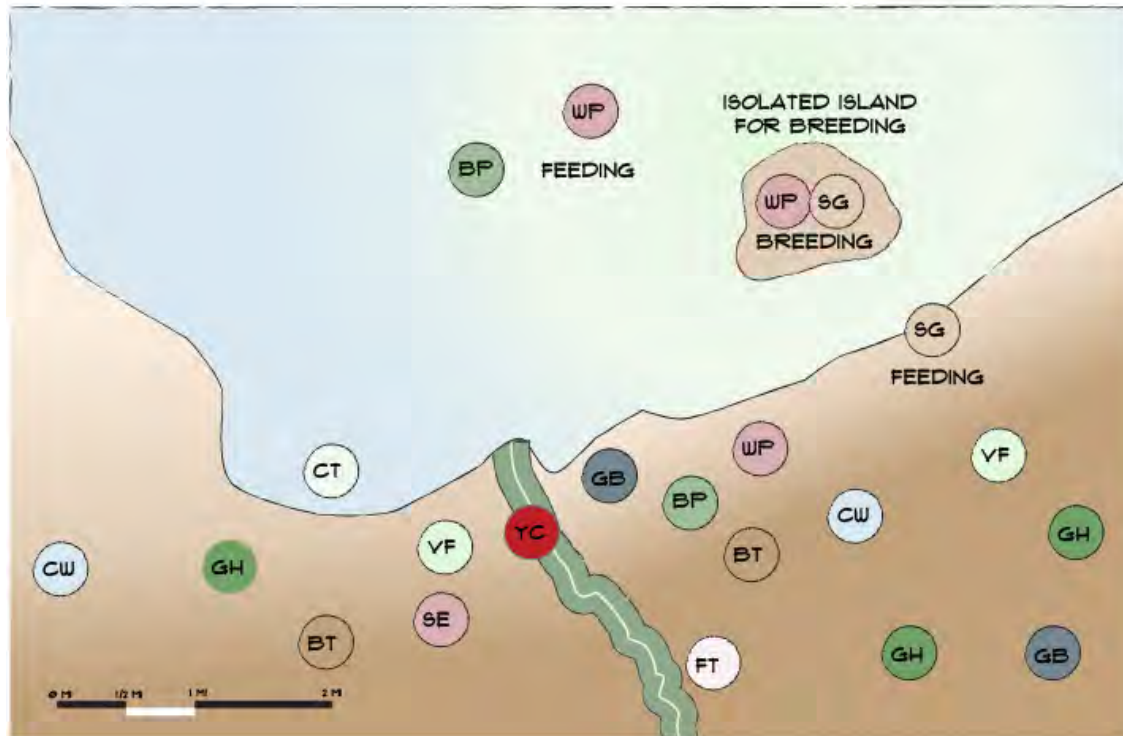 ISOLATED ISLAND
FOR BREEDING
WP
BP
FEEDING
WP
SG
BREEDING
SG
FEEDING
CT
GB
WP
VF
BP
CW
YC
GH
VF
BT
CW
GH
SE
BT
FT
GH
GB
0 MI
1/2 MI
1 MI
2 MI